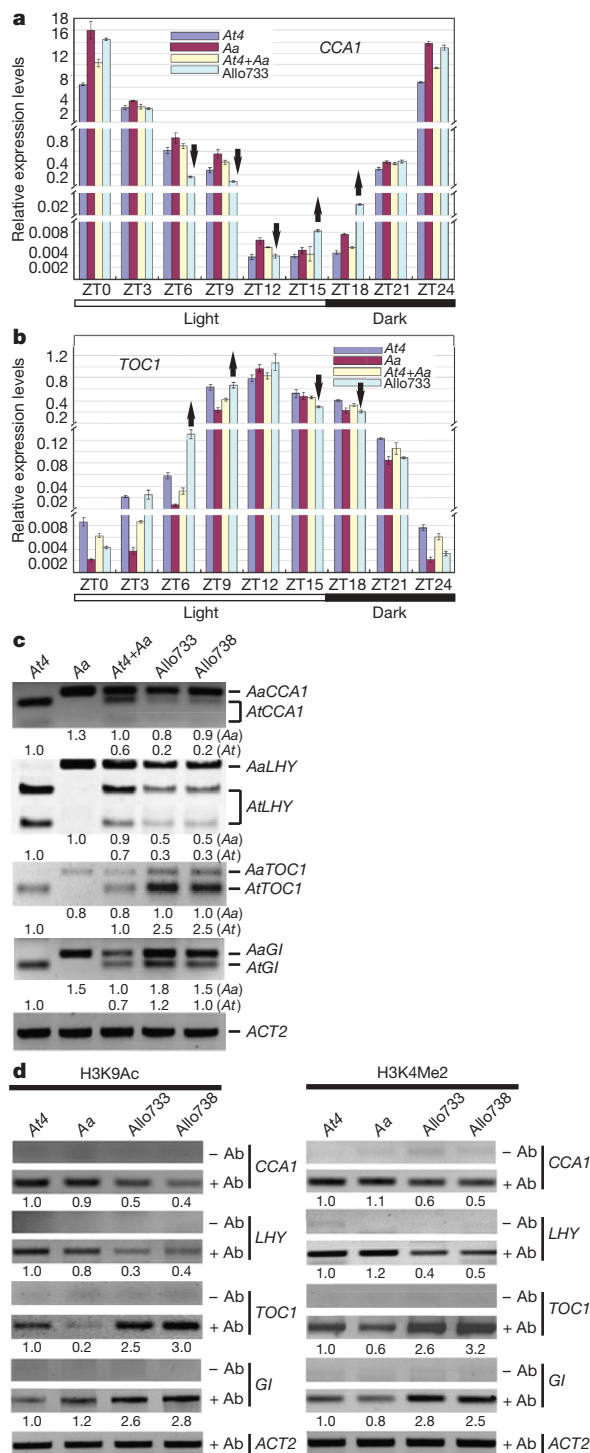 a
CCA1
At4
Aa
At4+Aa
Allo733
Relative expression levels
18
14
10
6
4
2
0.8
0.4
0.2
0.02
0.008
0.004
0.002
ZT0 ZT3 ZT6 ZT9 ZT12 ZT15 ZT18 ZT21 ZT24
Light Dark
b
TOC1
At4
Aa
At4+Aa
Allo733
Relative expression levels
1.2
0.8
0.4
0.2
0.12
0.08
0.04
0.02
0.008
0.004
0.002
ZT0 ZT3 ZT6 ZT9 ZT12 ZT15 ZT18 ZT21 ZT24
Light Dark
c
At4 Aa At4+Aa Allo733 Allo738
AaCCA1
AtCCA1
1.3 1.0 0.8 0.9 (Aa)
1.0 0.6 0.2 0.2 (At)
AaLHY
AtLHY
1.0 0.9 0.5 0.5 (Aa)
1.0 0.7 0.3 0.3 (At)
AaTOC1
AtTOC1
0.8 0.8 1.0 1.0 (Aa)
1.0 1.0 2.5 2.5 (At)
AaGI
AtGI
1.5 1.0 1.8 1.5 (Aa)
1.0 0.7 1.2 1.0 (At)
ACT2
d
H3K9Ac
At4 Aa Allo733 Allo738
– Ab
CCA1
+ Ab
1.0 0.9 0.5 0.4
– Ab
LHY
+ Ab
1.0 0.8 0.3 0.4
– Ab
TOC1
+ Ab
1.0 0.2 2.5 3.0
– Ab
GI
+ Ab
1.0 1.2 2.6 2.8
+ Ab ACT2
H3K4Me2
At4 Aa Allo733 Allo738
– Ab
CCA1
+ Ab
1.0 1.1 0.6 0.5
– Ab
LHY
+ Ab
1.0 1.2 0.4 0.5
– Ab
TOC1
+ Ab
1.0 0.6 2.6 3.2
– Ab
GI
+ Ab
1.0 0.8 2.8 2.5
+ Ab ACT2